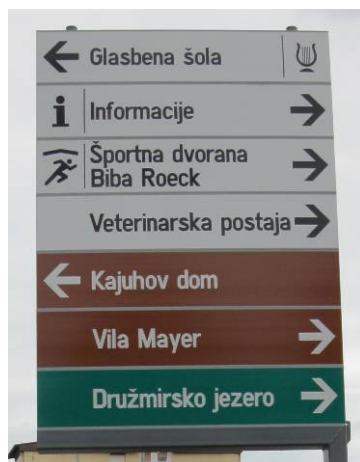 Glasbena šola
i Informacije
Športna dvorana
Biba Roeck
Veterinarska postaja
Kajuhov dom
Vila Mayer
Družmirsko jezero